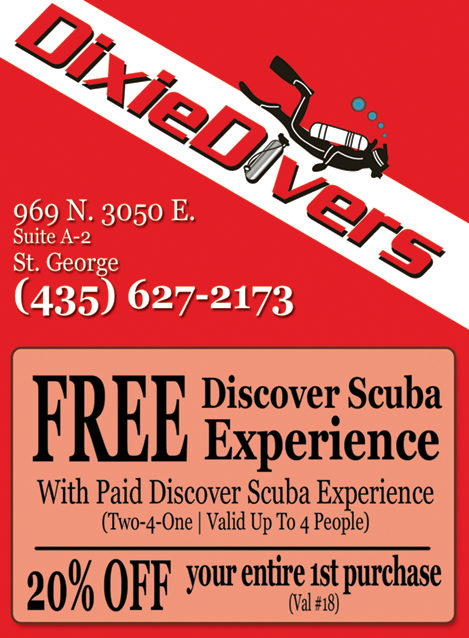 DixieDivers
969 N. 3050 E.
Suite A-2
St. George
(435) 627-2173
FREE Discover Scuba
Experience
With Paid Discover Scuba Experience
(Two-4-One | Valid Up To 4 People)
20% OFF your entire 1st purchase
(Val #18)